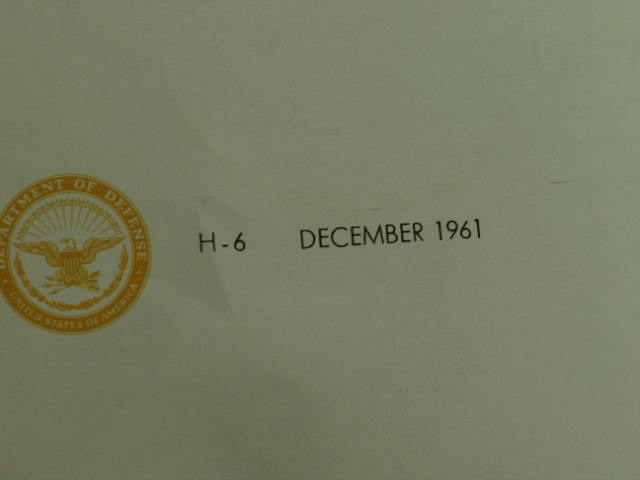 DEPARTMENT OF DEFENSE
UNITED STATES OF AMERICA
H-6 DECEMBER 1961